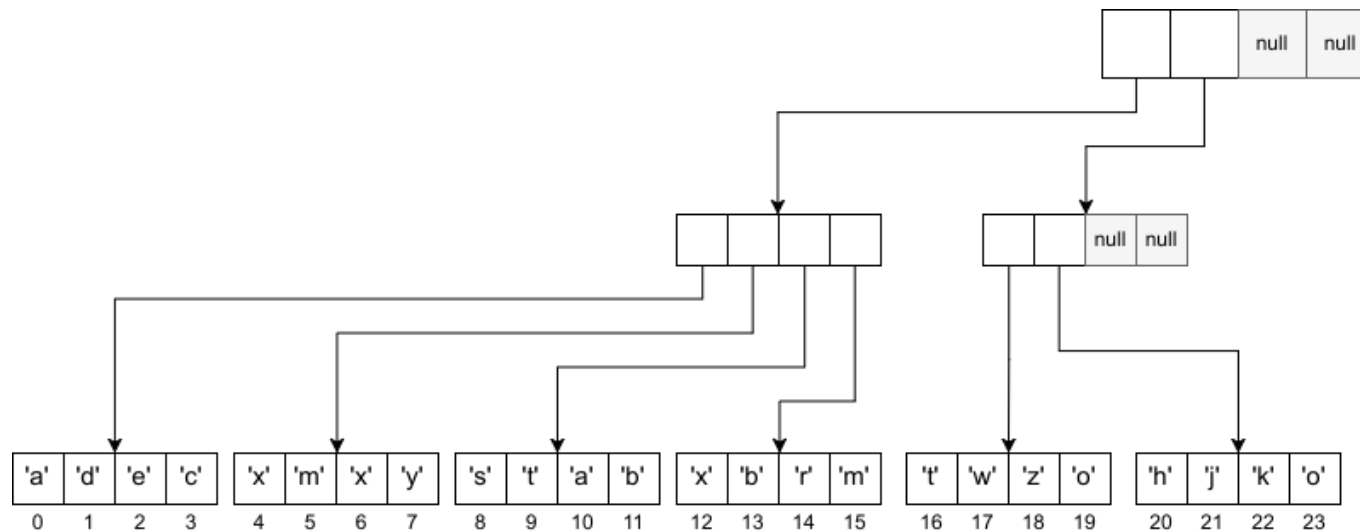 null null
null null
'a' 'd' 'e' 'c' 'x' 'm' 'x' 'y' 's' 't' 'a' 'b' 'x' 'b' 'r' 'm' 't' 'w' 'z' 'o' 'h' 'j' 'k' 'o'
0 1 2 3 4 5 6 7 8 9 10 11 12 13 14 15 16 17 18 19 20 21 22 23